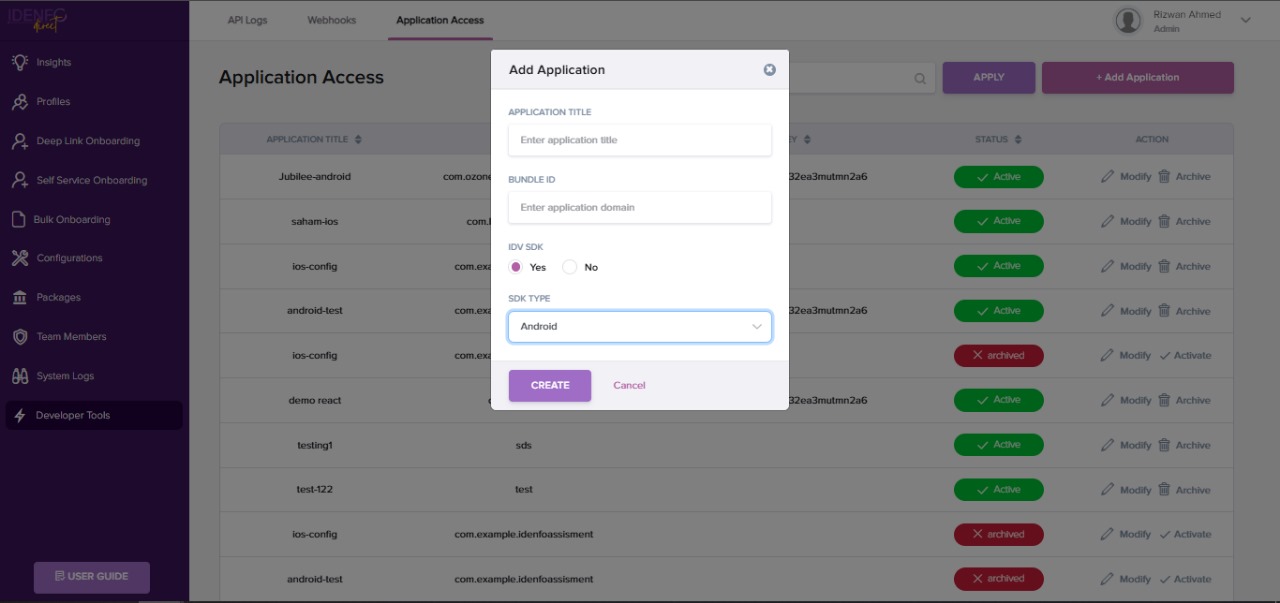 IDENFO
direct
API Logs Webhooks Application Access
Rizwan Ahmed
Admin
Insights
Profiles
Deep Link Onboarding
Self Service Onboarding
Bulk Onboarding
Configurations
Packages
Team Members
System Logs
Developer Tools
USER GUIDE
Application Access
APPLY
+ Add Application
APPLICATION TITLE STATUS ACTION
Jubilee-android com.ozone 32ea3mutmn2a6 Active Modify Archive
saham-ios Active Modify Archive
ios-config com.exa 32ea3mutmn2a6 Active Modify Archive
android-test com.exa 32ea3mutmn2a6 Active Modify Archive
ios-config com.exa archived Modify Activate
demo react 32ea3mutmn2a6 Active Modify Archive
testing1 sds Active Modify Archive
test-122 test Active Modify Archive
ios-config com.example.idenfoassisment archived Modify Activate
android-test com.example.idenfoassisment archived Modify Activate
Add Application
APPLICATION TITLE
Enter application title
BUNDLE ID
Enter application domain
IDV SDK
Yes No
SDK TYPE
Android
CREATE Cancel